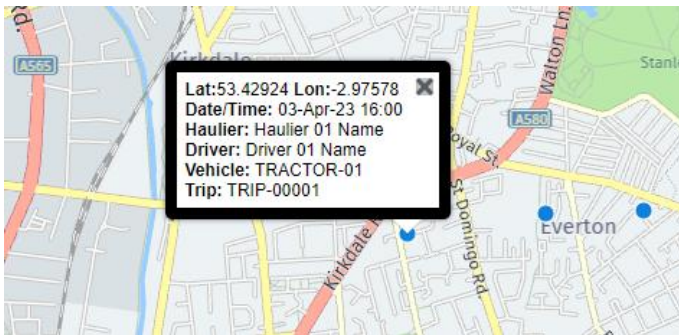 Rd.
A565
Kirkdale
Walton Ln.
Stanl
A580
Lat:53.42924 Lon:-2.97578
Date/Time: 03-Apr-23 16:00
Haulier: Haulier 01 Name
Driver: Driver 01 Name
Vehicle: TRACTOR-01
Trip: TRIP-00001
oyal St.
St Domingo Rd.
Everton
Kirkdale